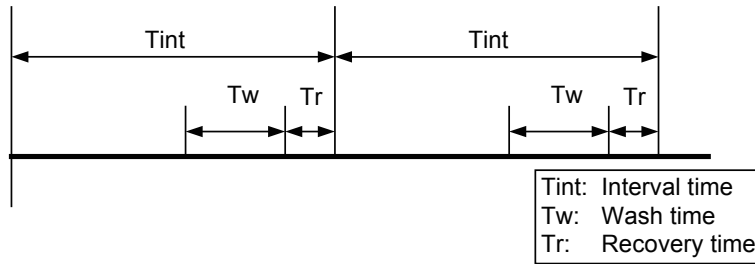 Tint Tint
Tw Tr Tw Tr
Tint: Interval time
Tw: Wash time
Tr: Recovery time